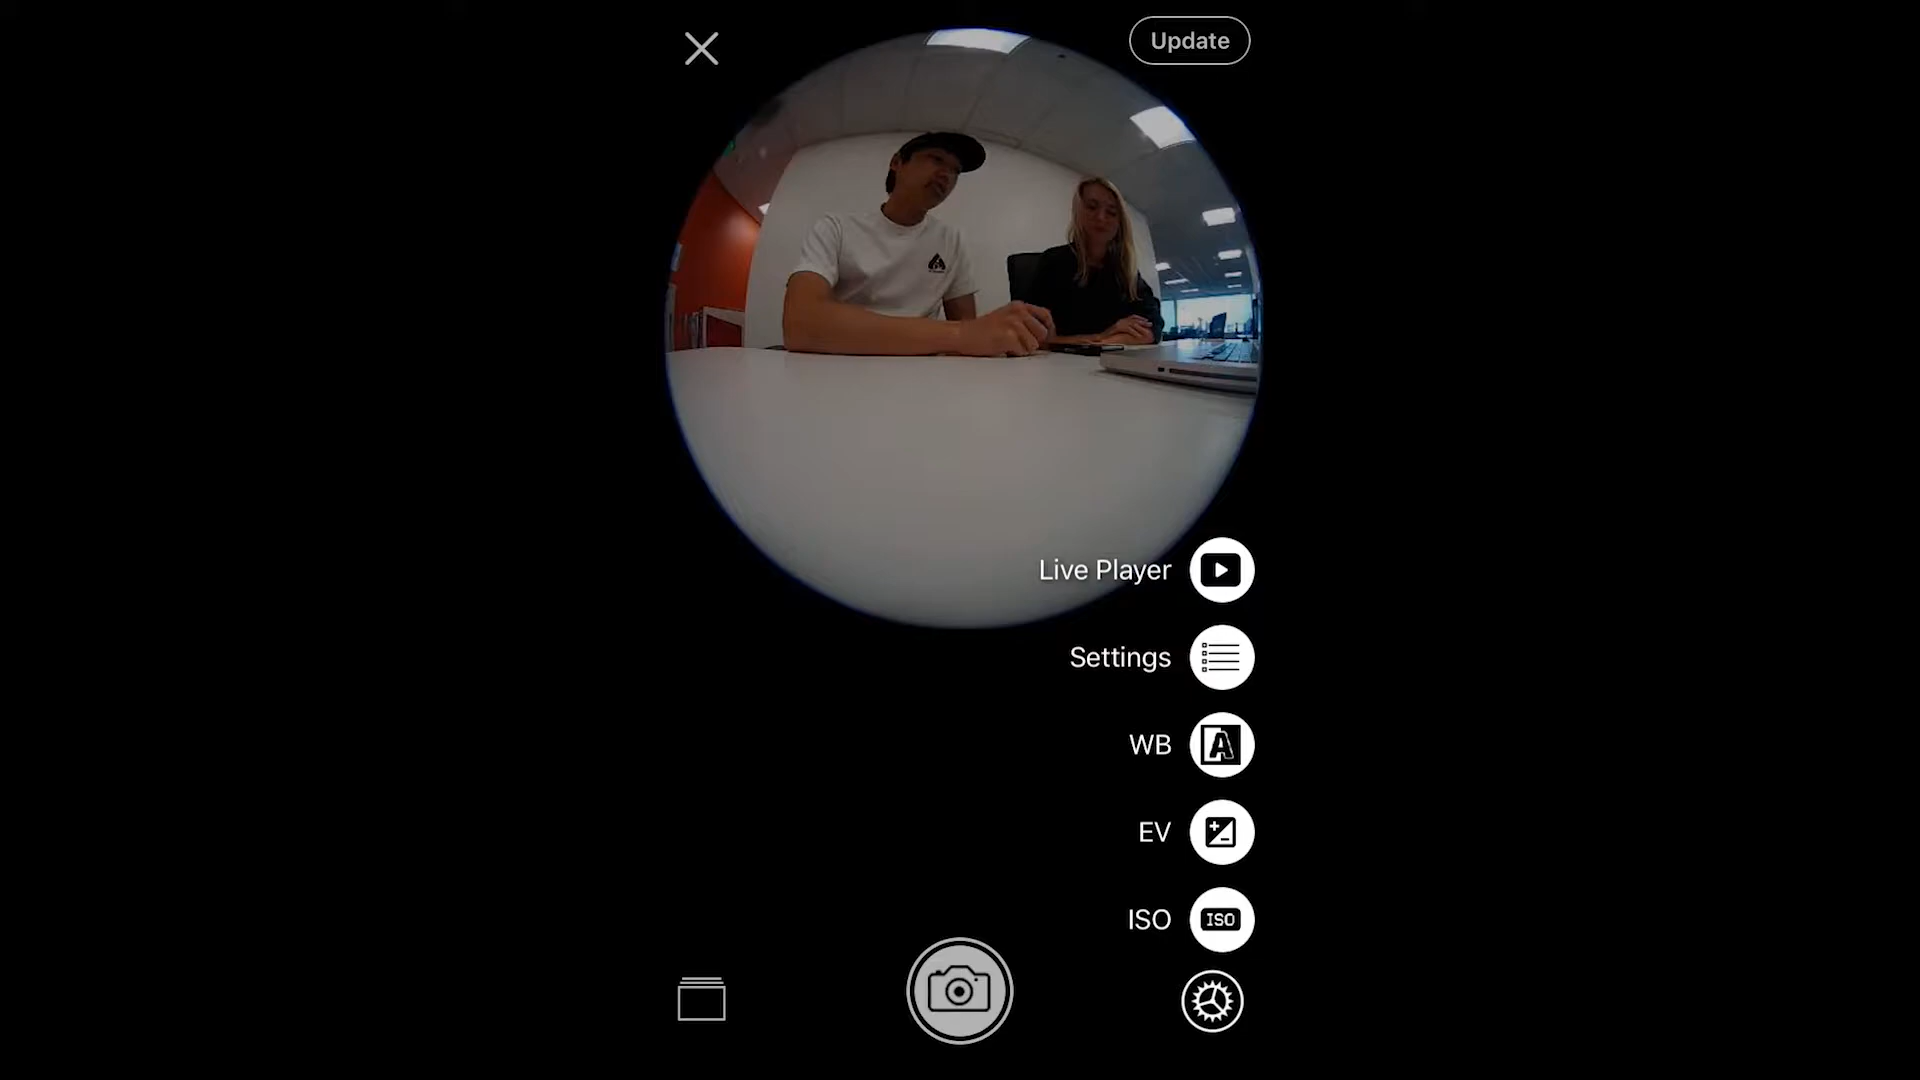 Update
Live Player
Settings
WB
A
EV
ISO
ISO